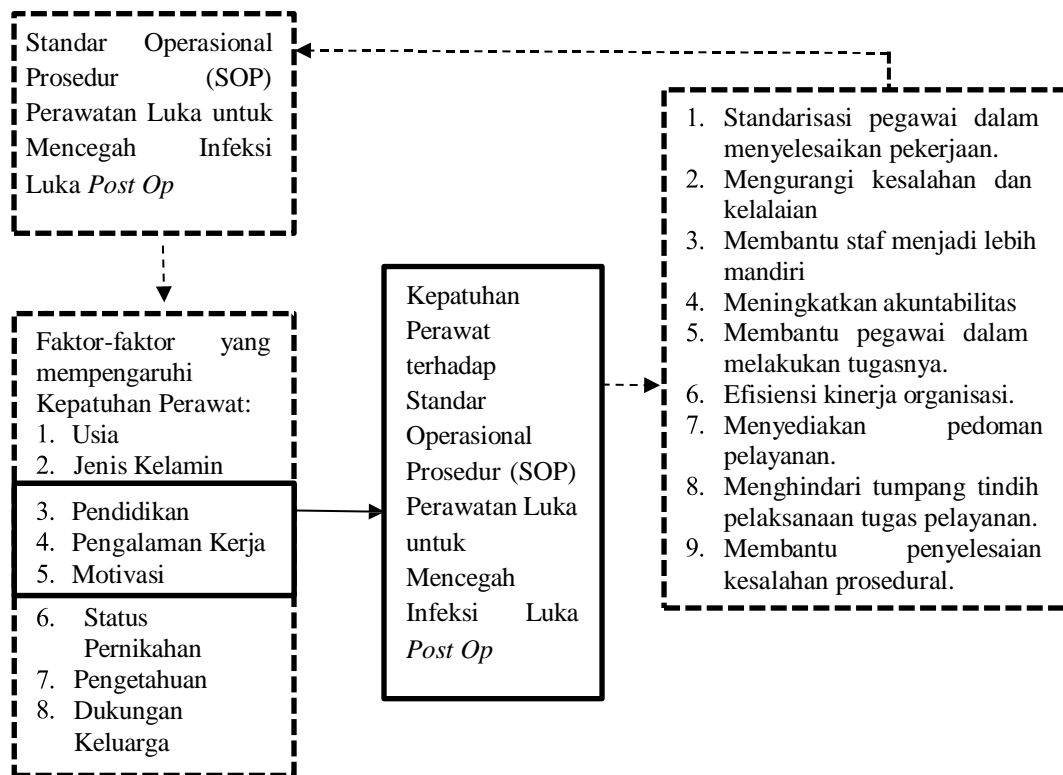 Standar Operasional
Prosedur (SOP)
Perawatan Luka untuk
Mencegah Infeksi
Luka Post Op
Faktor-faktor yang
mempengaruhi
Kepatuhan Perawat:
1. Usia
2. Jenis Kelamin
3. Pendidikan
4. Pengalaman Kerja
5. Motivasi
6. Status
Pernikahan
7. Pengetahuan
8. Dukungan
Keluarga
Kepatuhan
Perawat
terhadap
Standar
Operasional
Prosedur (SOP)
Perawatan Luka
untuk
Mencegah
Infeksi Luka
Post Op
1. Standarisasi pegawai dalam
menyelesaikan pekerjaan.
2. Mengurangi kesalahan dan
kelalaian
3. Membantu staf menjadi lebih
mandiri
4. Meningkatkan akuntabilitas
5. Membantu pegawai dalam
melakukan tugasnya.
6. Efisiensi kinerja organisasi.
7. Menyediakan pedoman
pelayanan.
8. Menghindari tumpang tindih
pelaksanaan tugas pelayanan.
9. Membantu penyelesaian
kesalahan prosedural.